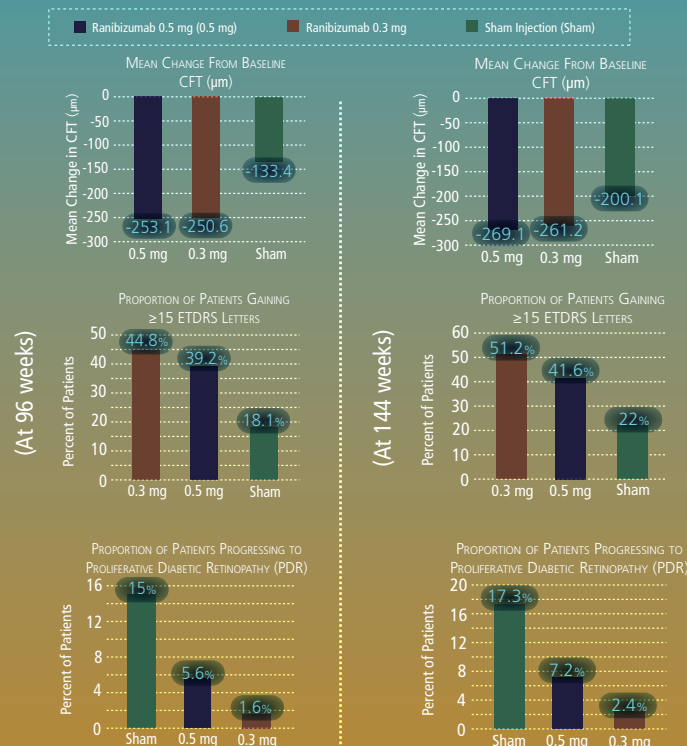 Ranibizumab 0.5 mg (0.5 mg)
Ranibizumab 0.3 mg
Sham Injection (Sham)
(At 96 weeks)
Mean Change From Baseline
CFT (µm)
Mean Change in CFT (µm)
0
-50
-100
-150
-200
-250
-300
-253.1
-250.6
-133.4
0.5 mg
0.3 mg
Sham
Proportion of Patients Gaining
≥15 ETDRS Letters
Percent of Patients
50
40
30
20
10
0
44.8%
39.2%
18.1%
0.3 mg
0.5 mg
Sham
Proportion of Patients Progressing to
Proliferative Diabetic Retinopathy (PDR)
Percent of Patients
16
12
8
4
0
15%
5.6%
1.6%
Sham
0.5 mg
0.3 mg
(At 144 weeks)
Mean Change From Baseline
CFT (µm)
Mean Change in CFT (µm)
0
-50
-100
-150
-200
-250
-300
-269.1
-261.2
-200.1
0.5 mg
0.3 mg
Sham
Proportion of Patients Gaining
≥15 ETDRS Letters
Percent of Patients
60
50
40
30
20
10
0
51.2%
41.6%
22%
0.3 mg
0.5 mg
Sham
Proportion of Patients Progressing to
Proliferative Diabetic Retinopathy (PDR)
Percent of Patients
20
16
12
8
4
0
17.3%
7.2%
2.4%
Sham
0.5 mg
0.3 mg